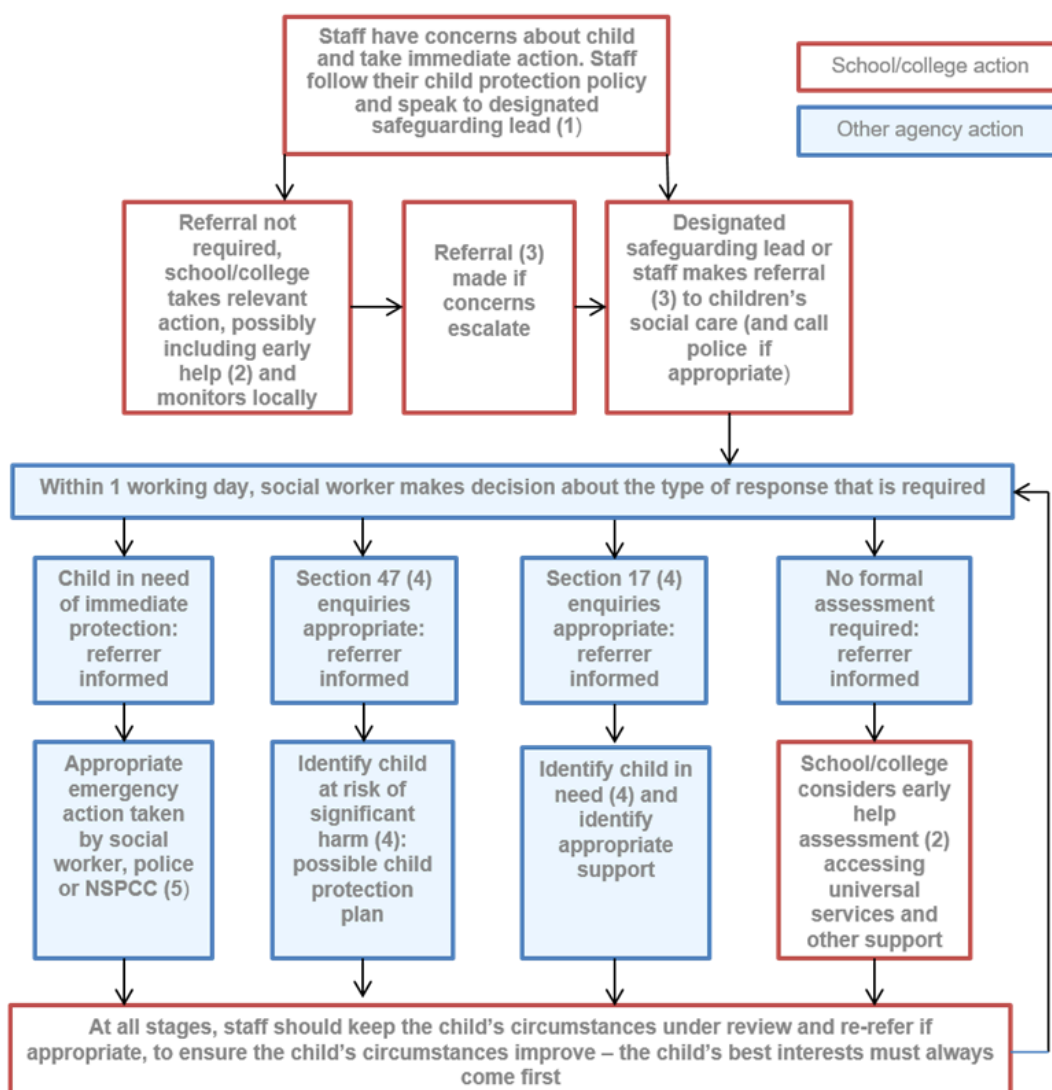 Staff have concerns about child
and take immediate action. Staff
follow their child protection policy
and speak to designated
safeguarding lead (1)
School/college action
Other agency action
Referral not
required,
school/college
takes relevant
action, possibly
including early
help (2) and
monitors locally
Referral (3)
made if
concerns
escalate
Designated
safeguarding lead or
staff makes referral
(3) to children’s
social care (and call
police if
appropriate)
Within 1 working day, social worker makes decision about the type of response that is required
Child in need
of immediate
protection:
referrer
informed
Section 47 (4)
enquiries
appropriate:
referrer
informed
Section 17 (4)
enquiries
appropriate:
referrer
informed
No formal
assessment
required:
referrer
informed
Appropriate
emergency
action taken
by social
worker, police
or NSPCC (5)
Identify child
at risk of
significant
harm (4):
possible child
protection
plan
Identify child in
need (4) and
identify
appropriate
support
School/college
considers early
help
assessment (2)
accessing
universal
services and
other support
At all stages, staff should keep the child’s circumstances under review and re-refer if
appropriate, to ensure the child’s circumstances improve – the child’s best interests must always
come first